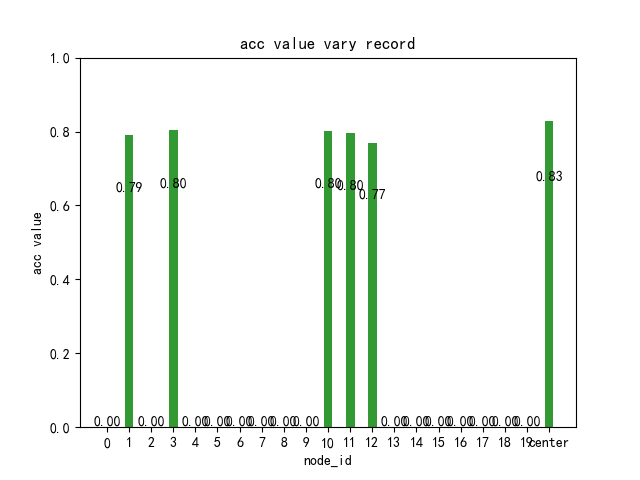 acc value vary record
1.0
0.8
0.6
0.4
0.2
0.0
acc value
0.00 0.79 0.00 0.80 0.00 0.00 0.00 0.00 0.00 0.00 0.80 0.80 0.77 0.00 0.00 0.00 0.00 0.00 0.00 0.00 0.83
0 1 2 3 4 5 6 7 8 9 10 11 12 13 14 15 16 17 18 19 center
node_id